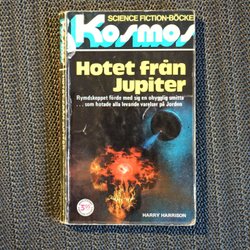 SCIENCE FICTION-BÖCKER
Kosmos
Hotet från
Jupiter
Rymdskeppet förde med sig en ohygglig smitta
...som hotade alla levande varelser på Jorden
HARRY HARRISON